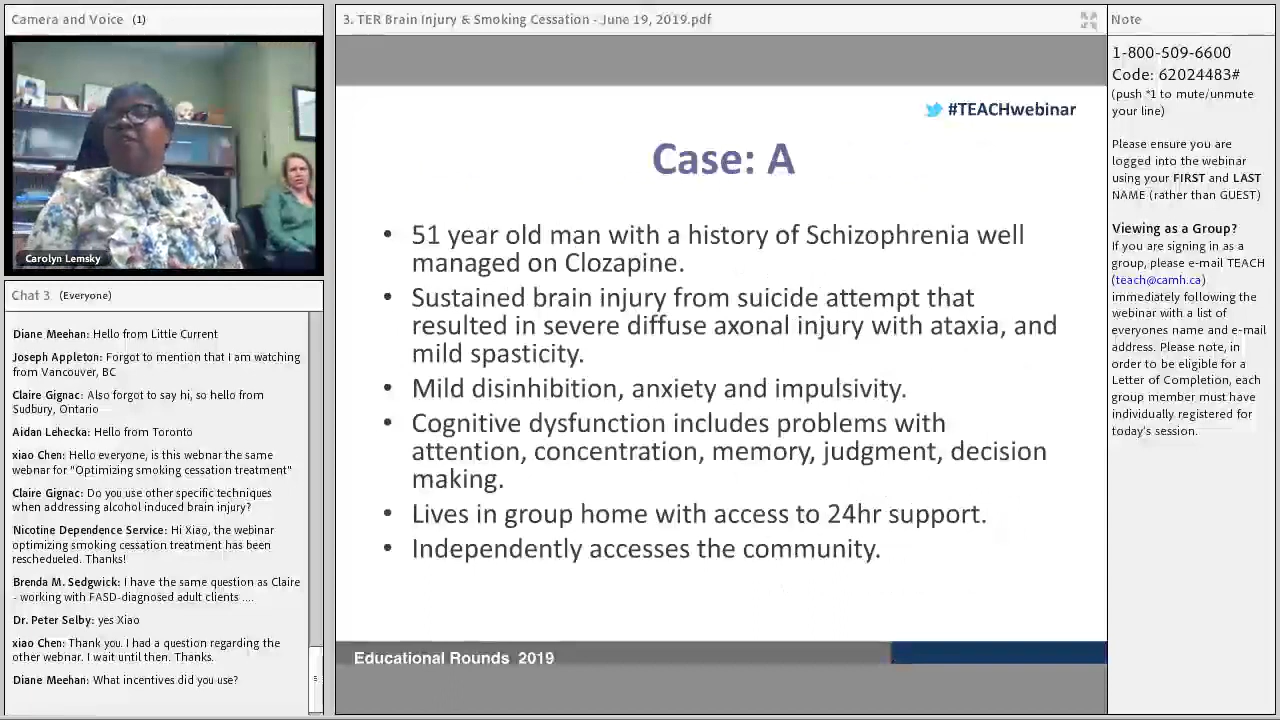 Camera and Voice (1)
Carolyn Lemsky
Chat 3 (Everyone)
Diane Meehan: Hello from Little Current
Joseph Appleton: Forgot to mention that I am watching
from Vancouver, BC
Claire Gignac: Also forgot to say hi, so hello from
Sudbury, Ontario
Aidan Lehecka: Hello from Toronto
xiao Chen: Hello everyone, is this webnar the same
webnar for "Optimizing smoking cessation treatment"
Claire Gignac: Do you use other specific techniques
when addressing alcohol induced brain injury?
Nicotine Dependence Service: Hi Xiao, the webinar
optimizing smoking cessation treatment has been
reschedueled. Thanks!
Brenda M. Sedgwick: I have the same question as Claire
- working with FASD-diagnosed adult clients ....
Dr. Peter Selby: yes Xiao
xiao Chen: Thank you. I had a question regarding the
other webinar. I wait until then. Thanks.
Diane Meehan: What incentives did you use?
3. TER Brain Injury & Smoking Cessation - June 19, 2019.pdf
#TEACHwebinar
Case: A
• 51 year old man with a history of Schizophrenia well
managed on Clozapine.
• Sustained brain injury from suicide attempt that
resulted in severe diffuse axonal injury with ataxia, and
mild spasticity.
• Mild disinhibition, anxiety and impulsivity.
• Cognitive dysfunction includes problems with
attention, concentration, memory, judgment, decision
making.
• Lives in group home with access to 24hr support.
• Independently accesses the community.
Educational Rounds 2019
Note
1-800-509-6600
Code: 62024483#
(push *1 to mute/unmute
your line)
Please ensure you are
logged into the webinar
using your FIRST and LAST
NAME (rather than GUEST)
Viewing as a Group?
If you are signing in as a
group, please e-mail TEACH
(teach@camh.ca)
immediately following the
webinar with a list of
everyones name and e-mail
address. Please note, in
order to be eligible for a
Letter of Completion, each
group member must have
individually registered for
today's session.